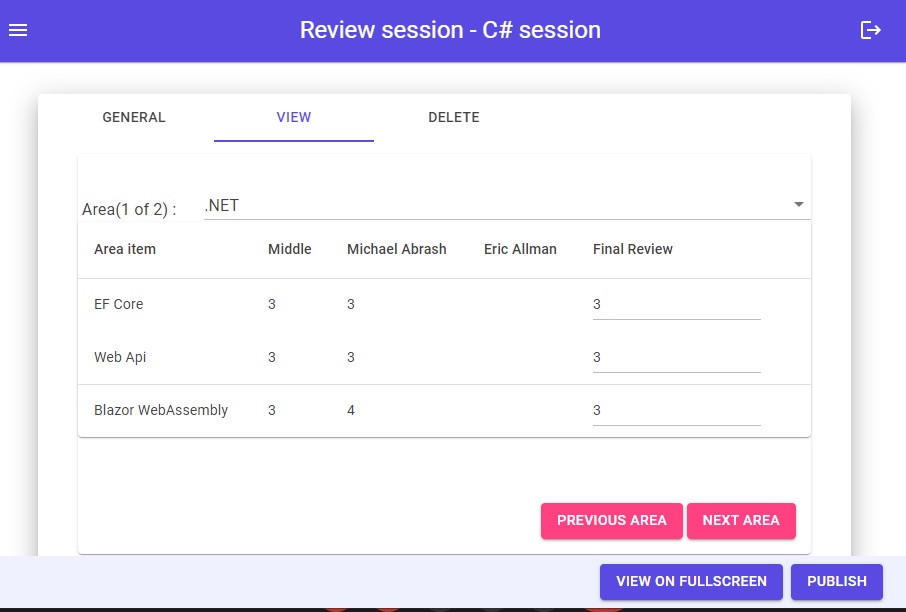 Review session - C# session
GENERAL VIEW DELETE
Area(1 of 2) : .NET
Area item Middle Michael Abrash Eric Allman Final Review
EF Core 3 3 3
Web Api 3 3 3
Blazor WebAssembly 3 4 3
PREVIOUS AREA NEXT AREA
VIEW ON FULLSCREEN PUBLISH